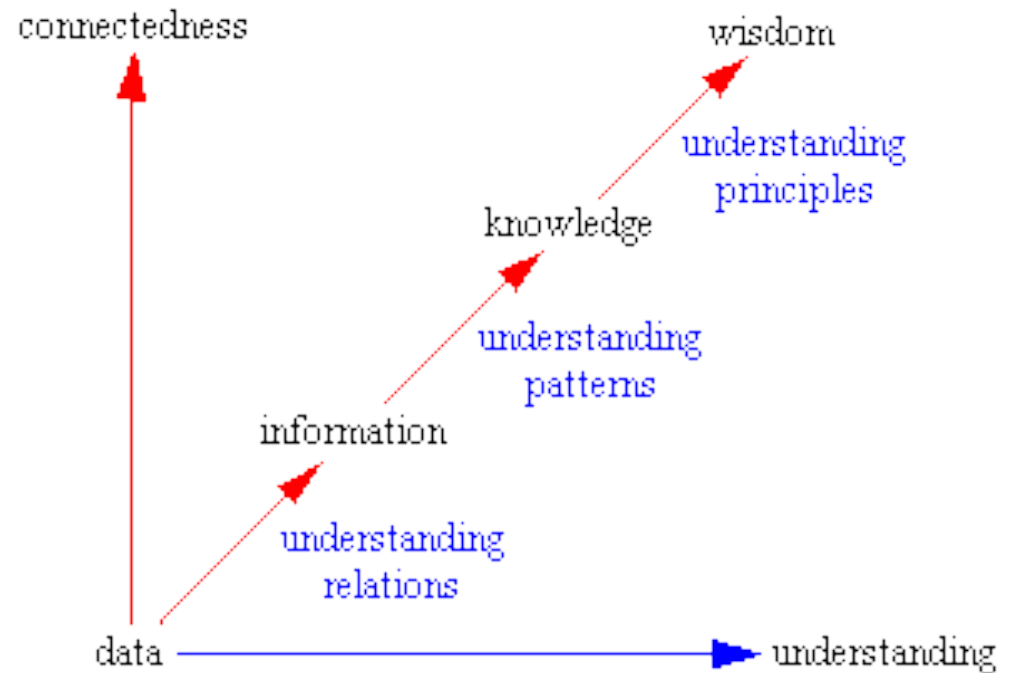 connectedness
wisdom
understanding
principles
knowledge
understanding
patterns
information
understanding
relations
data
understanding